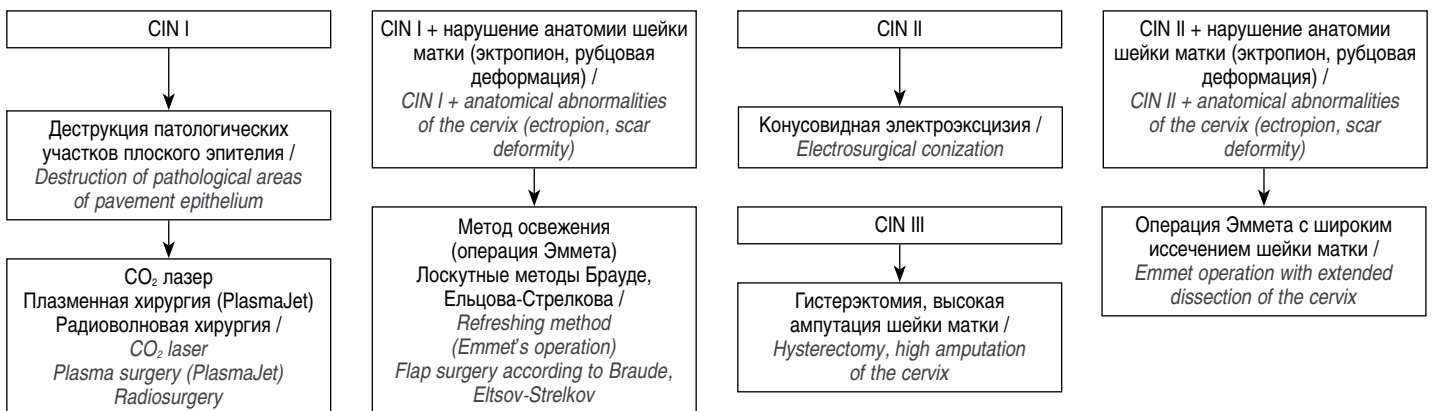 CIN I
Деструкция патологических
участков плоского эпителия /
Destruction of pathological areas
of pavement epithelium
CO₂ лазер
Плазменная хирургия (PlasmaJet)
Радиоволновая хирургия /
CO₂ laser
Plasma surgery (PlasmaJet)
Radiosurgery
CIN I + нарушение анатомии шейки
матки (эктропион, рубцовая
деформация) /
CIN I + anatomical abnormalities
of the cervix (ectropion, scar
deformity)
Метод освежения
(операция Эммета)
Лоскутные методы Брауде,
Ельцова-Стрелкова /
Refreshing method
(Emmet's operation)
Flap surgery according to Braude,
Eltsov-Strelkov
CIN II
Конусовидная электроэксцизия /
Electrosurgical conization
CIN III
Гистерэктомия, высокая
ампутация шейки матки /
Hysterectomy, high amputation
of the cervix
CIN II + нарушение анатомии
шейки матки (эктропион, рубцовая
деформация) /
CIN II + anatomical abnormalities
of the cervix (ectropion, scar
deformity)
Операция Эммета с широким
иссечением шейки матки /
Emmet operation with extended
dissection of the cervix